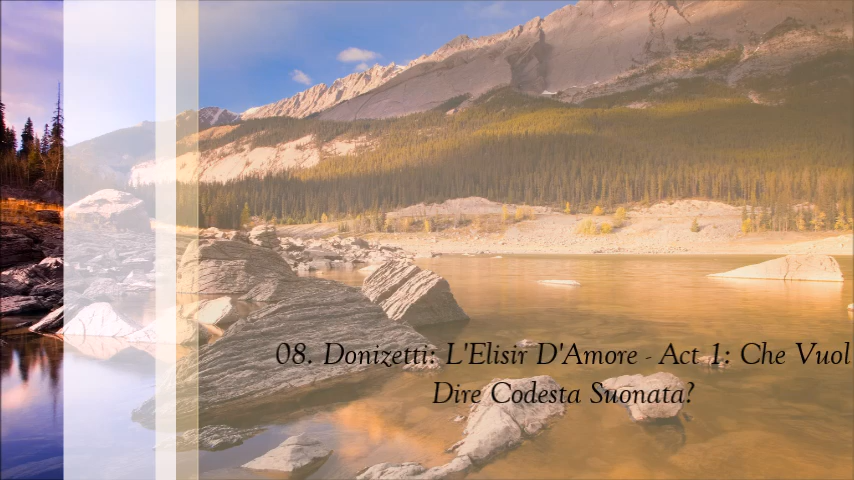 08. Donizetti: L'Elisir D'Amore - Act 1: Che Vuol
Dire Codesta Suonata?